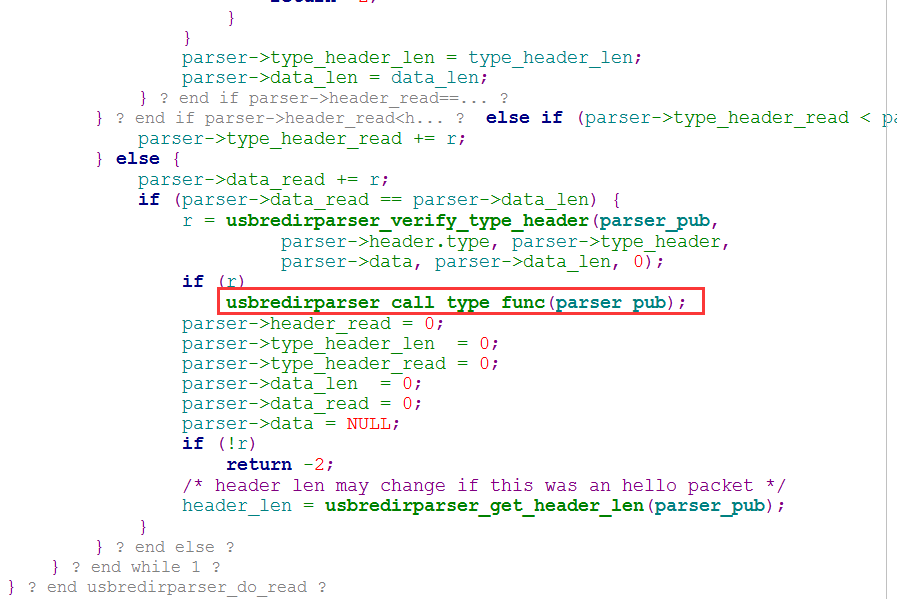 }
}
parser->type_header_len = type_header_len;
parser->data_len = data_len;
} ? end if parser->header_read==... ?
} ? end if parser->header_read<h... ? else if (parser->type_header_read <
parser->type_header_read += r;
} else {
parser->data_read += r;
if (parser->data_read == parser->data_len) {
r = usbredirparser_verify_type_header(parser_pub,
parser->header.type, parser->type_header,
parser->data, parser->data_len, 0);
if (r)
usbredirparser_call_type_func(parser_pub);
parser->header_read = 0;
parser->type_header_len  = 0;
parser->type_header_read = 0;
parser->data_len  = 0;
parser->data_read = 0;
parser->data = NULL;
if (!r)
return -2;
/* header len may change if this was an hello packet */
header_len = usbredirparser_get_header_len(parser_pub);
}
} ? end else ?
} ? end while 1 ?
} ? end usbredirparser_do_read ?